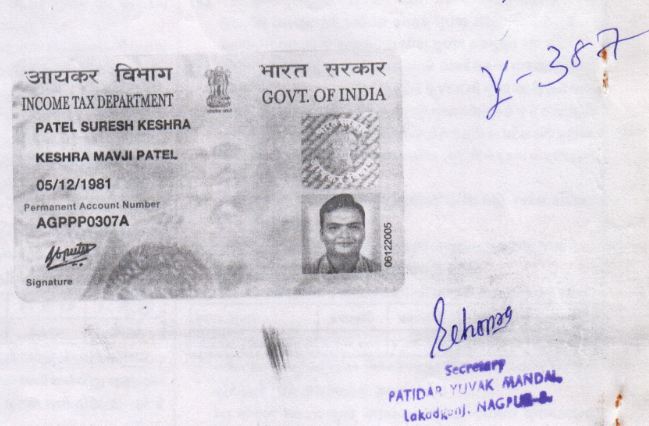 आयकर विभाग
INCOME TAX DEPARTMENT
भारत सरकार
GOVT. OF INDIA
PATEL SURESH KESHRA
KESHRA MAVJI PATEL
05/12/1981
Permanent Account Number
AGPPP0307A
Signature
06122005
Y-387
Secretary
PATIDAR YUVAK MANDAL
Lakadganj, NAGPUR-8.